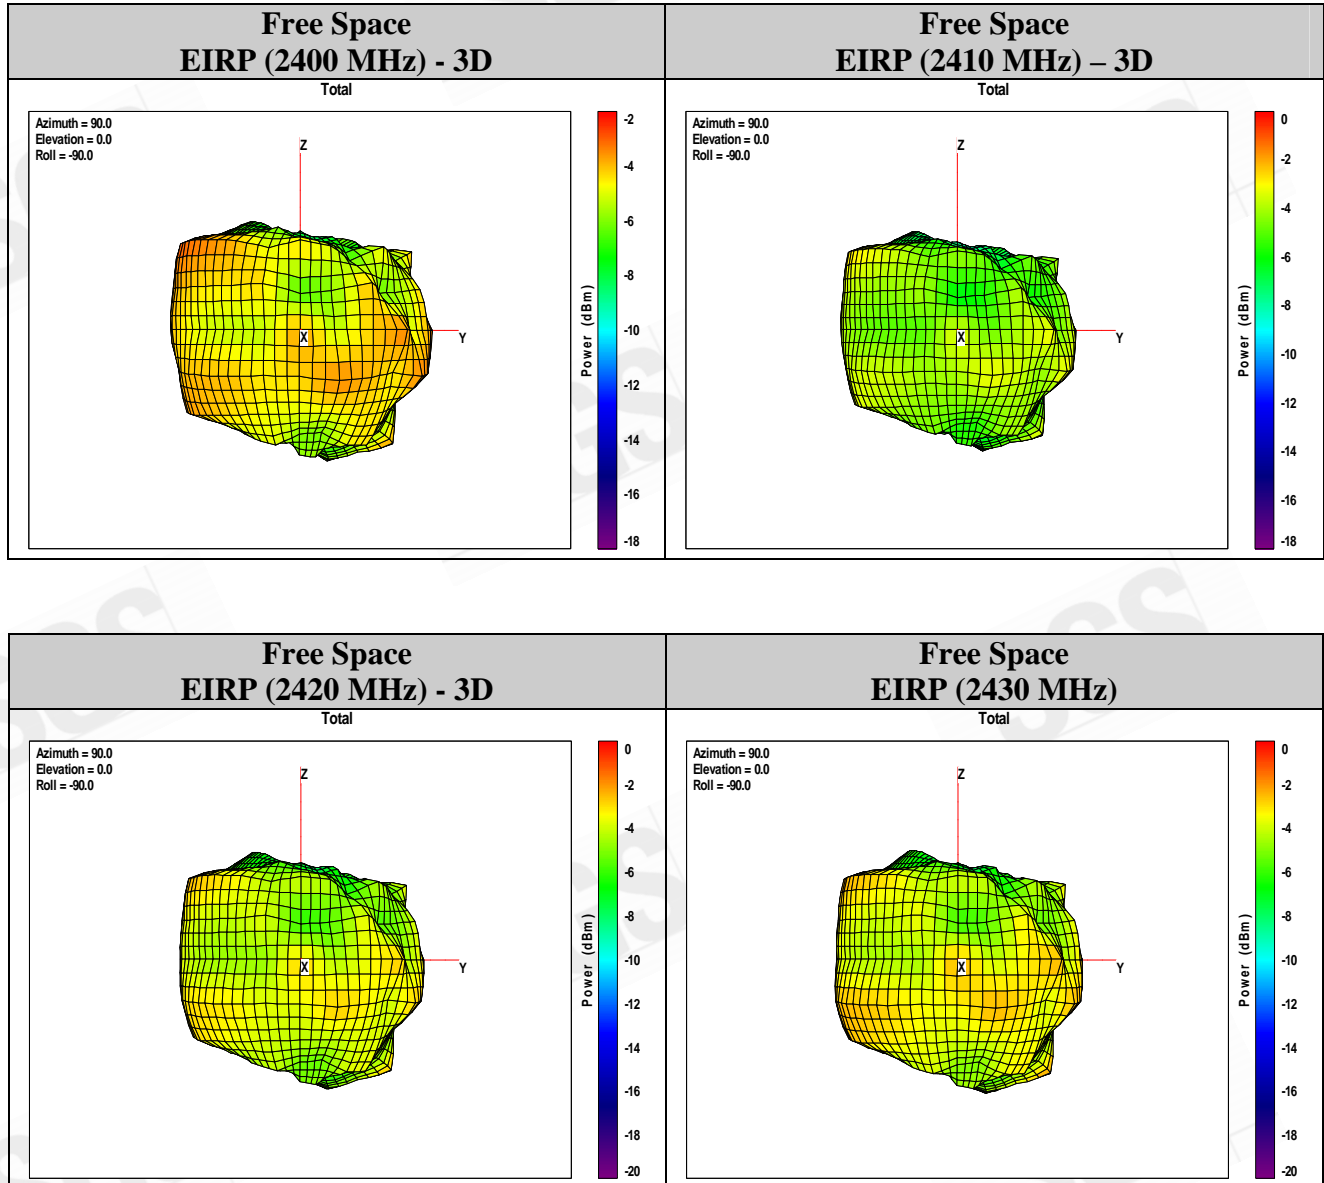 Free Space
EIRP (2400 MHz) - 3D
Total
Azimuth = 90.0
Elevation = 0.0
Roll = -90.0
Z
X
Y
-2
-4
-6
-8
-10
-12
-14
-16
-18
Power (dBm)
Free Space
EIRP (2410 MHz) – 3D
Total
Azimuth = 90.0
Elevation = 0.0
Roll = -90.0
Z
X
Y
0
-2
-4
-6
-8
-10
-12
-14
-16
-18
Power (dBm)
Free Space
EIRP (2420 MHz) - 3D
Total
Azimuth = 90.0
Elevation = 0.0
Roll = -90.0
Z
X
Y
0
-2
-4
-6
-8
-10
-12
-14
-16
-18
-20
Power (dBm)
Free Space
EIRP (2430 MHz)
Total
Azimuth = 90.0
Elevation = 0.0
Roll = -90.0
Z
X
Y
0
-2
-4
-6
-8
-10
-12
-14
-16
-18
-20
Power (dBm)
SGS